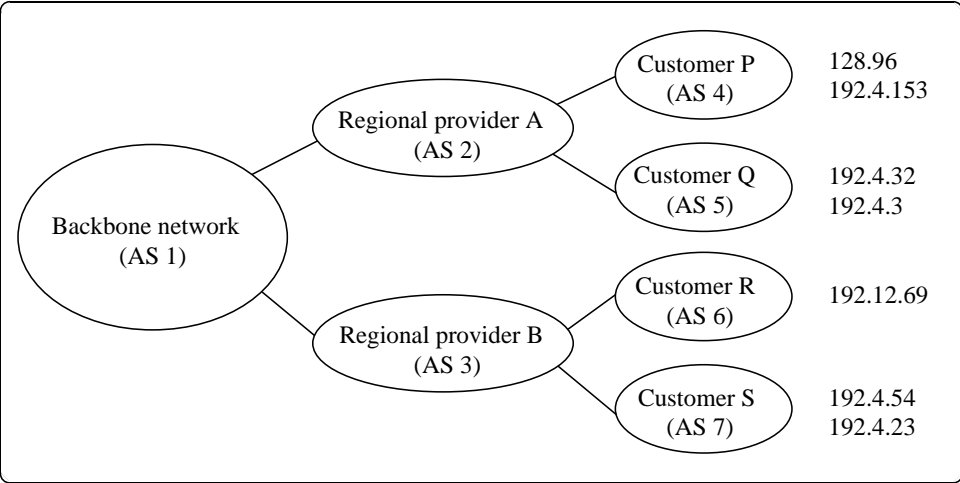 Backbone network
(AS 1)
Regional provider A
(AS 2)
Regional provider B
(AS 3)
Customer P
(AS 4)
128.96
192.4.153
Customer Q
(AS 5)
192.4.32
192.4.3
Customer R
(AS 6)
192.12.69
Customer S
(AS 7)
192.4.54
192.4.23